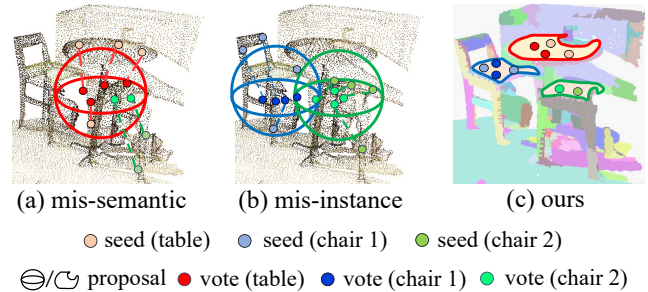 (a) mis-semantic (b) mis-instance (c) ours
seed (table) seed (chair 1) seed (chair 2)
/ proposal vote (table) vote (chair 1) vote (chair 2)